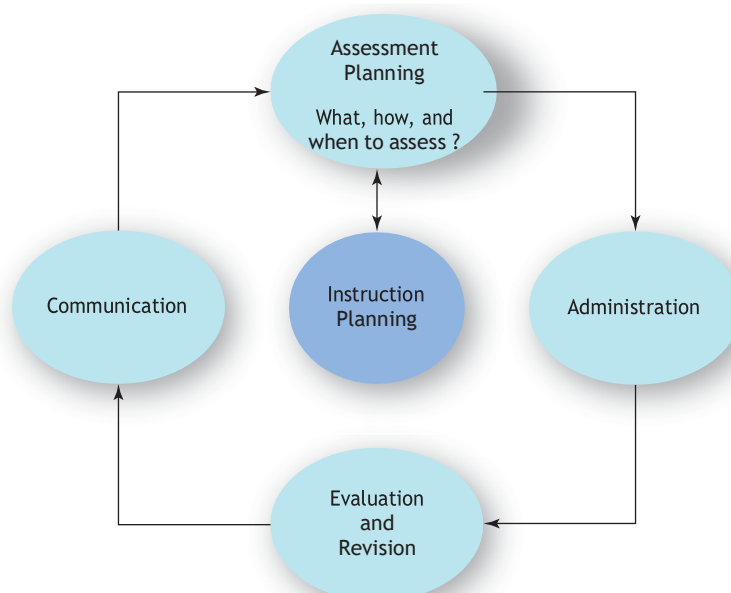 Assessment
Planning
What, how, and
when to assess ?
Communication
Instruction
Planning
Administration
Evaluation
and
Revision